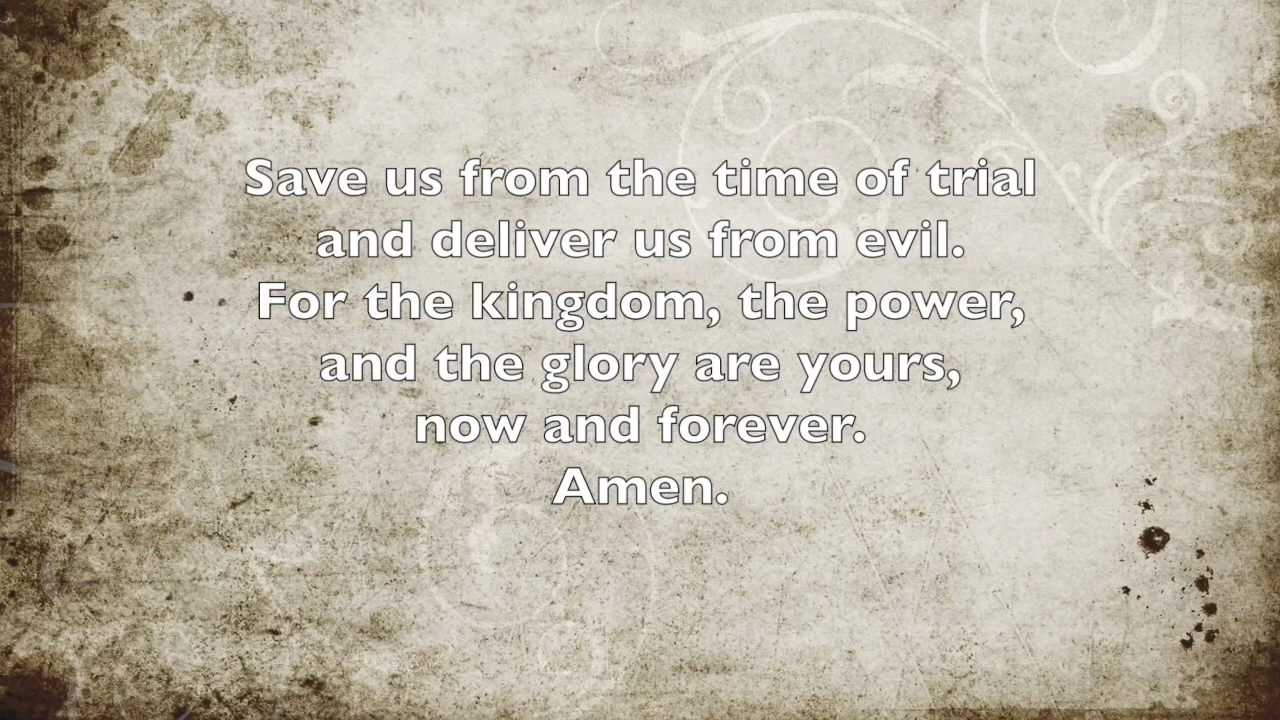 Save us from the time of trial
and deliver us from evil.
For the kingdom, the power,
and the glory are yours,
now and forever.
Amen.